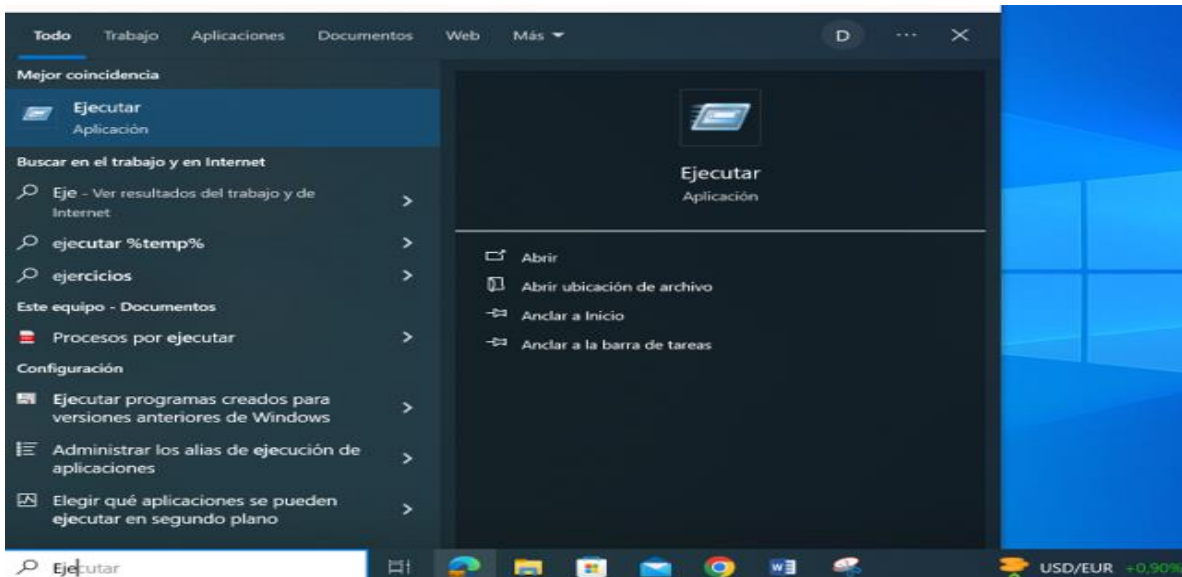 Todo Trabajo Aplicaciones Documentos Web Más D ... 
Mejor coincidencia
Ejecutar
Aplicación
Buscar en el trabajo y en Internet
Eje - Ver resultados del trabajo y de
Internet
ejecutar %temp%
ejercicios
Este equipo - Documentos
Procesos por ejecutar
Configuración
Ejecutar programas creados para
versiones anteriores de Windows
Administrar los alias de ejecución de
aplicaciones
Elegir qué aplicaciones se pueden
ejecutar en segundo plano
Ejecutar
Aplicación
Abrir
Abrir ubicación de archivo
Anclar a Inicio
Anclar a la barra de tareas
Ejecutar
USD/EUR +0,90%